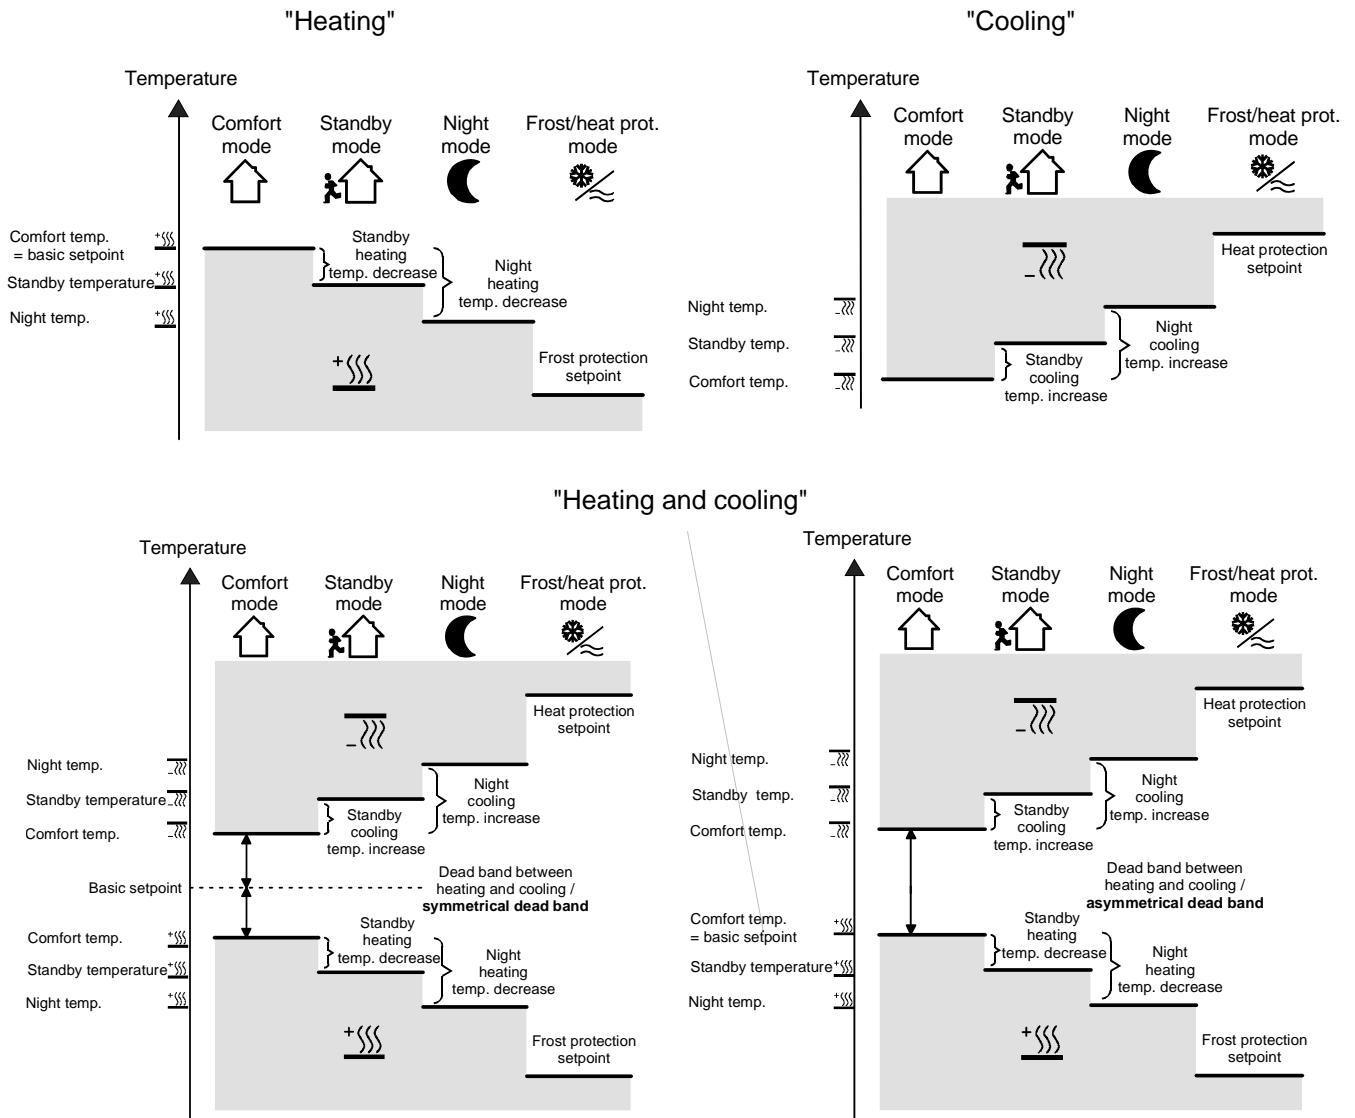 "Heating"
Temperature
Comfort
mode
Standby
mode
Night
mode
Frost/heat prot.
mode
Comfort temp.
= basic setpoint
Standby temperature
Night temp.
Standby
heating
temp. decrease
Night
heating
temp. decrease
Frost protection
setpoint
"Cooling"
Temperature
Comfort
mode
Standby
mode
Night
mode
Frost/heat prot.
mode
Heat protection
setpoint
Night temp.
Standby temp.
Comfort temp.
Standby
cooling
temp. increase
Night
cooling
temp. increase
"Heating and cooling"
Temperature
Comfort
mode
Standby
mode
Night
mode
Frost/heat prot.
mode
Heat protection
setpoint
Night temp.
Standby temperature
Comfort temp.
Standby
cooling
temp. increase
Night
cooling
temp. increase
Basic setpoint
Dead band between
heating and cooling /
symmetrical dead band
Comfort temp.
Standby temperature
Night temp.
Standby
heating
temp. decrease
Night
heating
temp. decrease
Frost protection
setpoint
Temperature
Comfort
mode
Standby
mode
Night
mode
Frost/heat prot.
mode
Heat protection
setpoint
Night temp.
Standby temp.
Comfort temp.
Standby
cooling
temp. increase
Night
cooling
temp. increase
Dead band between
heating and cooling /
asymmetrical dead band
Comfort temp.
= basic setpoint
Standby temperature
Night temp.
Standby
heating
temp. decrease
Night
heating
temp. decrease
Frost protection
setpoint